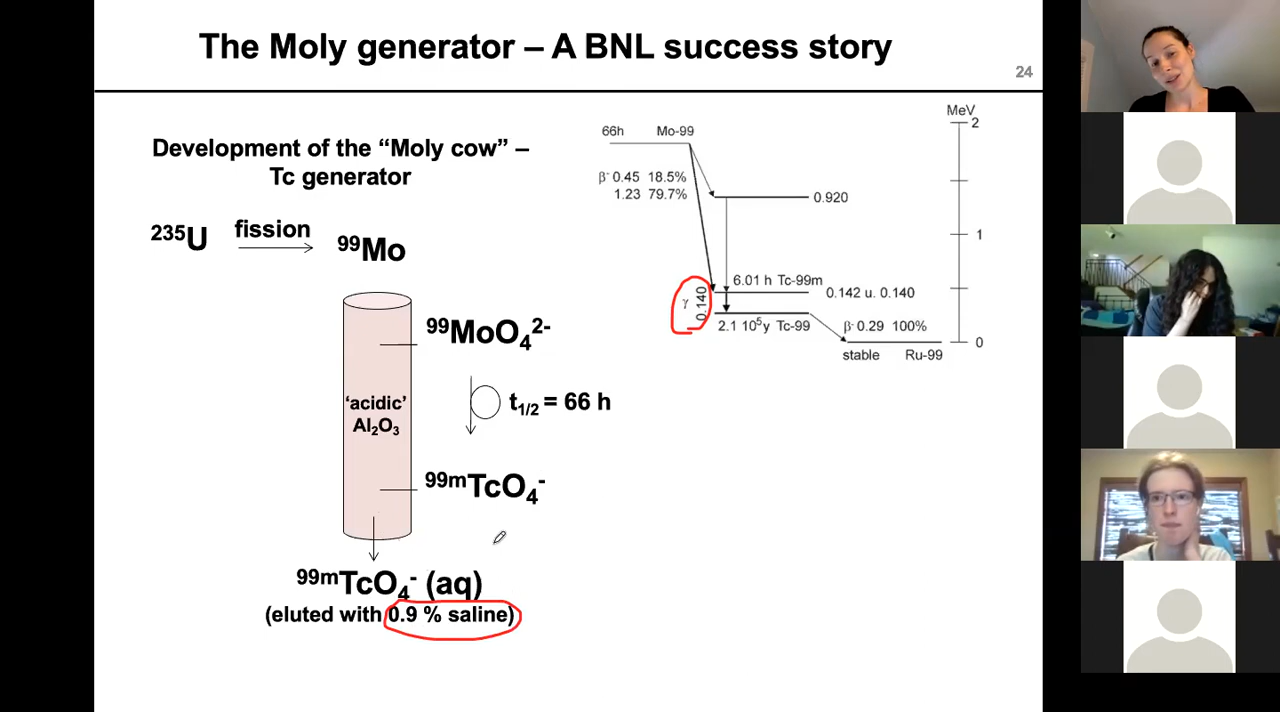 The Moly generator – A BNL success story
24
Development of the “Moly cow” –
Tc generator
²³⁵U fission ⁹⁹Mo
⁹⁹MoO₄²⁻
'acidic'
Al₂O₃
t₁/₂ = 66 h
⁹⁹ᵐTcO₄⁻
⁹⁹ᵐTcO₄⁻ (aq)
(eluted with 0.9 % saline)
MeV
2
66h Mo-99
β⁻ 0.45 18.5%
1.23 79.7%
0.920
1
6.01 h Tc-99m
0.142 u. 0.140
γ 0.140
2.1 10⁵y Tc-99
β⁻ 0.29 100%
0
stable Ru-99